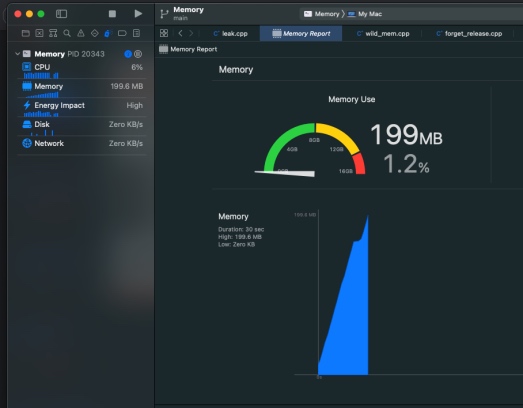 Memory
main
Memory 〉 My Mac
leak.cpp
Memory Report
wild_mem.cpp
forget_release.cpp
Memory PID 20343
CPU 6%
Memory 199.6 MB
Energy Impact High
Disk Zero KB/s
Network Zero KB/s
Memory Report
Memory
Memory Use
4GB
8GB
12GB
16GB
199MB
1.2%
Memory
Duration: 30 sec
High: 199.6 MB
Low: Zero KB
199.6 MB